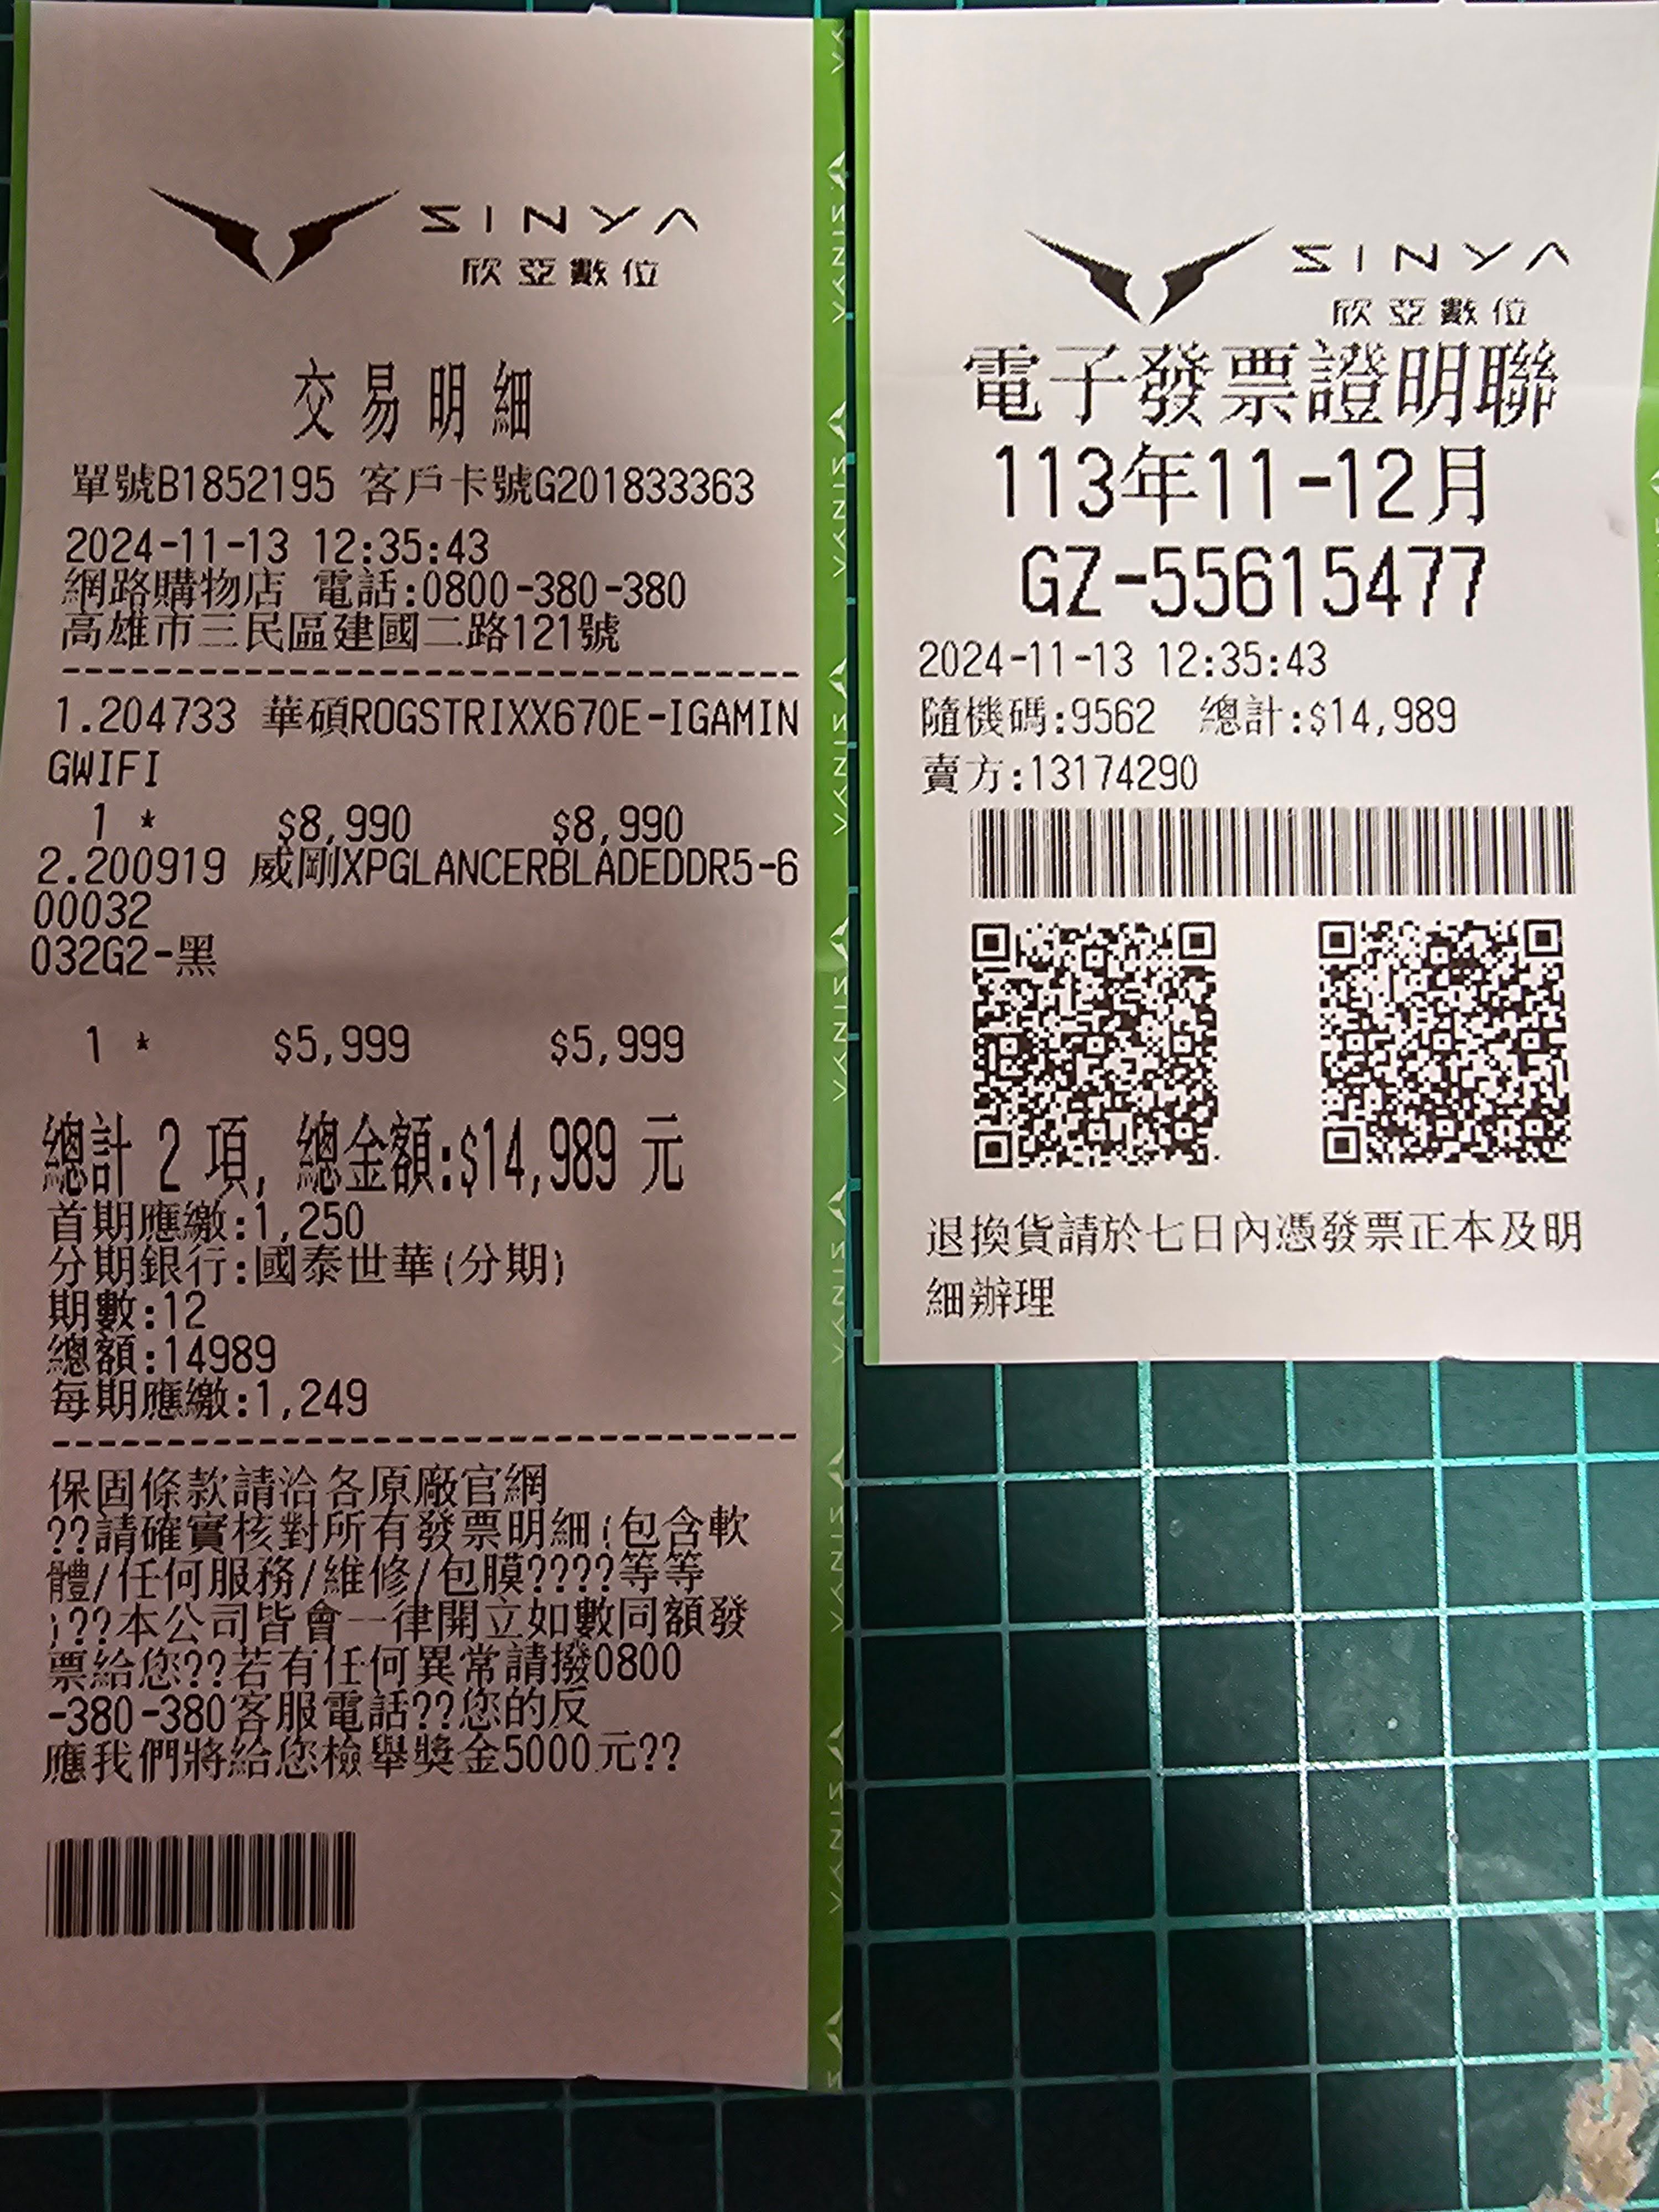 SINYA
欣亞數位
交易明細
單號B1852195 客戶卡號G201833363
2024-11-13 12:35:43
網路購物店 電話:0800-380-380
高雄市三民區建國二路121號
--------------------------------
1.204733 華碩ROGSTRIXX670E-IGAMIN
GWIFI
1 * $8,990 $8,990
2.200919 威剛XPGLANCERBLADEDDR5-6
00032
032G2-黑
1 * $5,999 $5,999
總計 2 項, 總金額:$14,989 元
首期應繳:1,250
分期銀行:國泰世華(分期)
期數:12
總額:14989
每期應繳:1,249
--------------------------------
保固條款請洽各原廠官網
??請確實核對所有發票明細(包含軟
體/任何服務/維修/包膜????等等
)??本公司皆會一律開立如數同額發
票給您??若有任何異常請撥0800
-380-380客服電話??您的反
應我們將給您檢舉獎金5000元??
SINYA
欣亞數位
電子發票證明聯
113年11-12月
GZ-55615477
2024-11-13 12:35:43
隨機碼:9562 總計:$14,989
賣方:13174290
退換貨請於七日內憑發票正本及明
細辦理